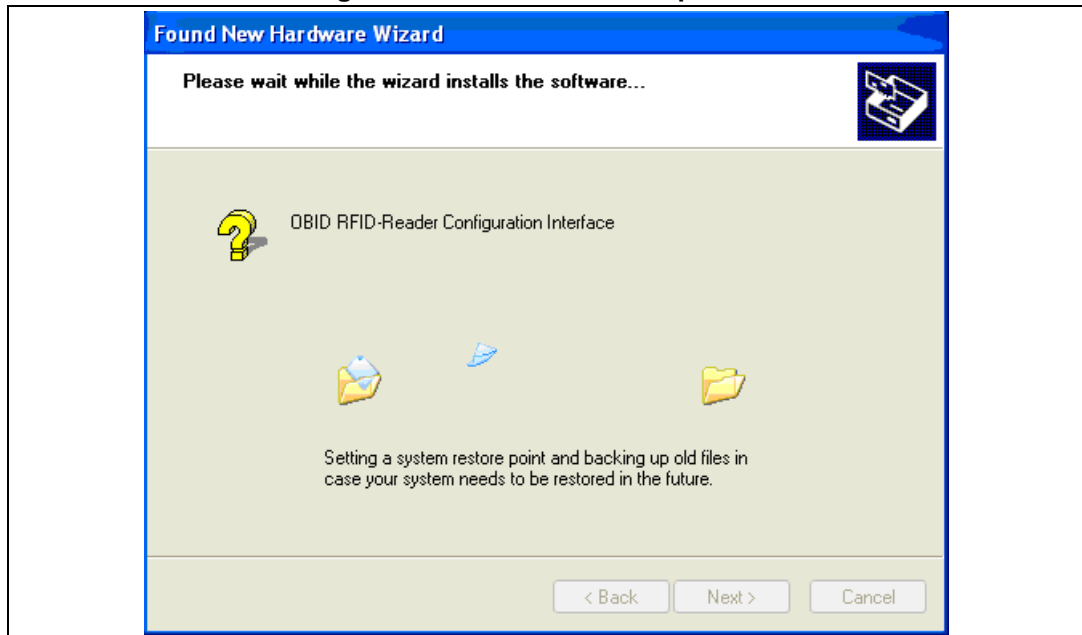 Found New Hardware Wizard
Please wait while the wizard installs the software...
OBID RFID-Reader Configuration Interface
Setting a system restore point and backing up old files in
case your system needs to be restored in the future.
< Back Next > Cancel